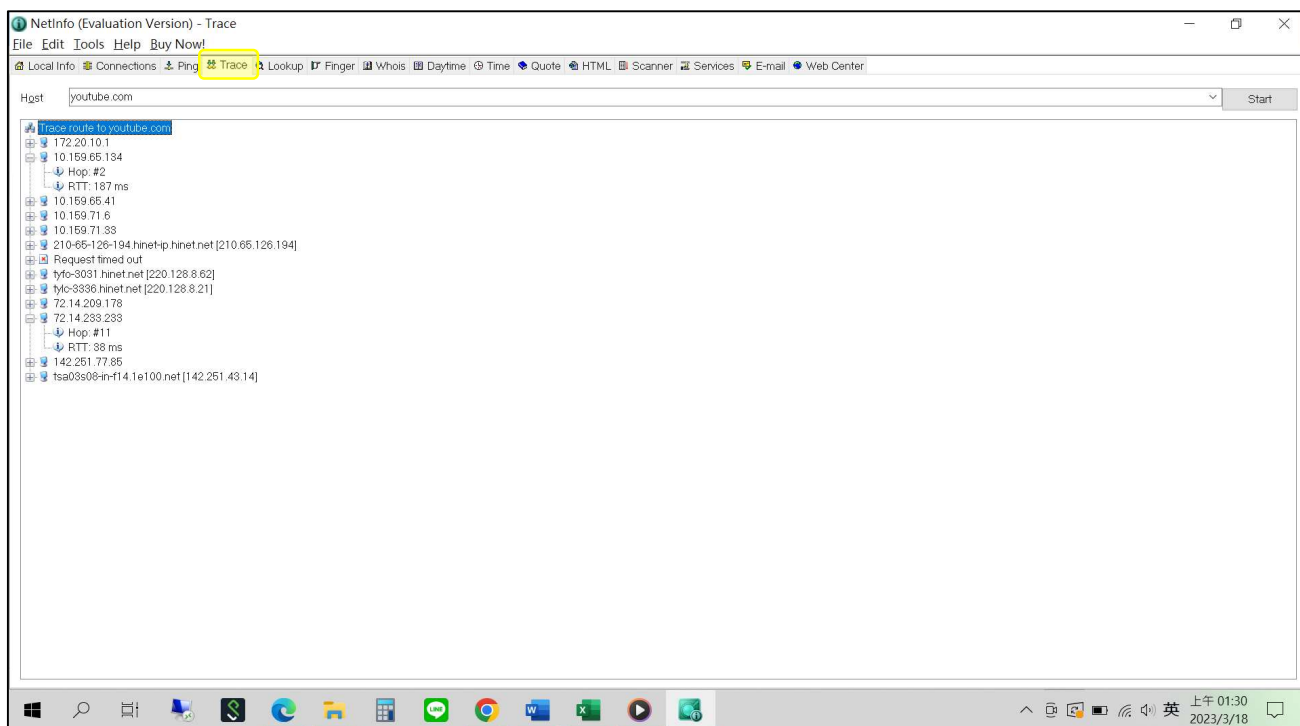 NetInfo (Evaluation Version) - Trace
File Edit Tools Help Buy Now!
Local Info Connections Ping Trace Lookup Finger Whois Daytime Time Quote HTML Scanner Services E-mail Web Center
Host youtube.com Start
Trace route to youtube.com
172.20.10.1
10.159.65.134
Hop: #2
RTT: 187 ms
10.159.65.41
10.159.71.6
10.159.71.33
210-65-126-194.hinet-ip.hinet.net [210.65.126.194]
Request timed out
tyfo-3031.hinet.net [220.128.8.62]
tylc-3336.hinet.net [220.128.8.21]
72.14.209.178
72.14.233.233
Hop: #11
RTT: 38 ms
142.251.77.85
tsa03s08-in-f14.1e100.net [142.251.43.14]
LINE
英 上午 01:30
2023/3/18